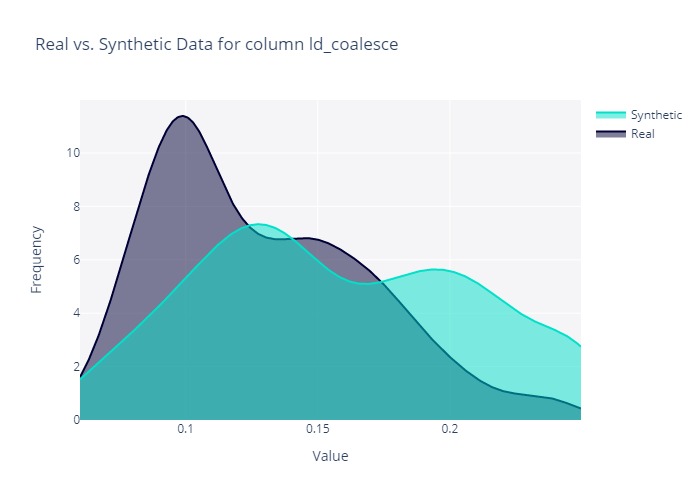 Real vs. Synthetic Data for column ld_coalesce
Synthetic
Real
Frequency
10
8
6
4
2
0
0.1
0.15
0.2
Value